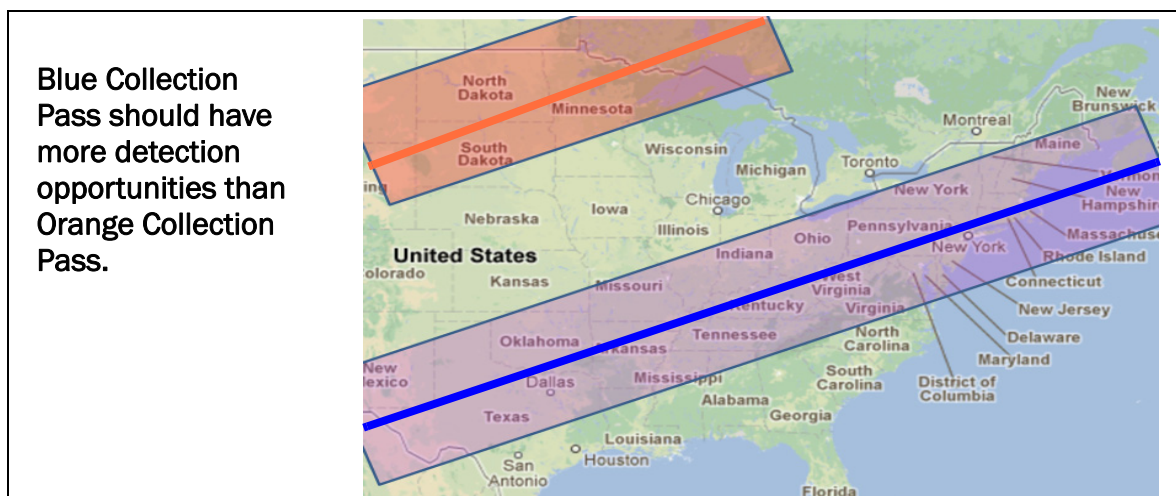 Blue Collection
Pass should have
more detection
opportunities than
Orange Collection
Pass.
North
Dakota
Minnesota
South
Dakota
Wisconsin
Michigan
Montreal
New
Brunswick
Maine
Toronto
Vermont
New York
New
Hampshire
Nebraska
Iowa
Chicago
Illinois
Indiana
Ohio
Pennsylvania
New York
Massachuse
Rhode Island
United States
olorado
Kansas
Missouri
West
Virginia
Virginia
Connecticut
New Jersey
Kentucky
Delaware
Maryland
Oklahoma
Arkansas
Tennessee
North
Carolina
New
exico
Dallas
Mississippi
South
Carolina
District of
Columbia
Alabama
Texas
Georgia
Louisiana
Houston
San
Antonio
Florida